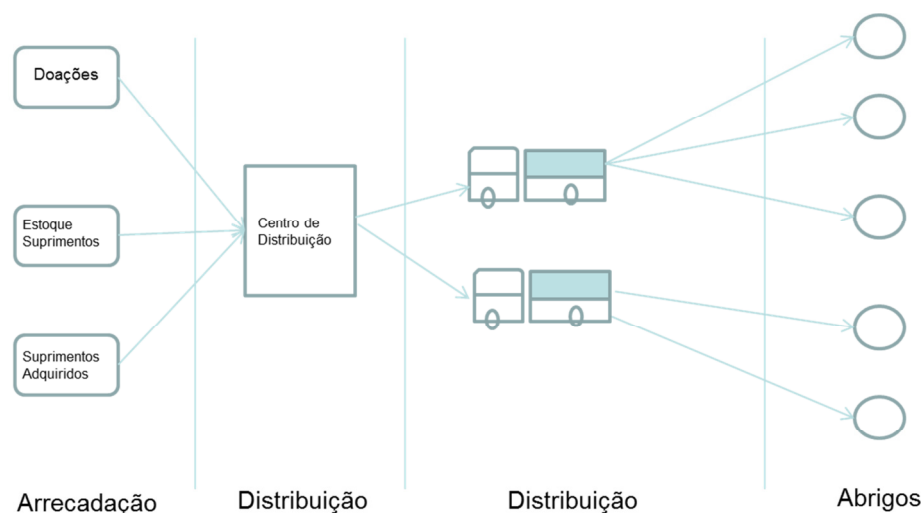 Doações
Estoque
Suprimentos
Suprimentos
Adquiridos
Centro de
Distribuição
Arrecadação
Distribuição
Distribuição
Abrigos